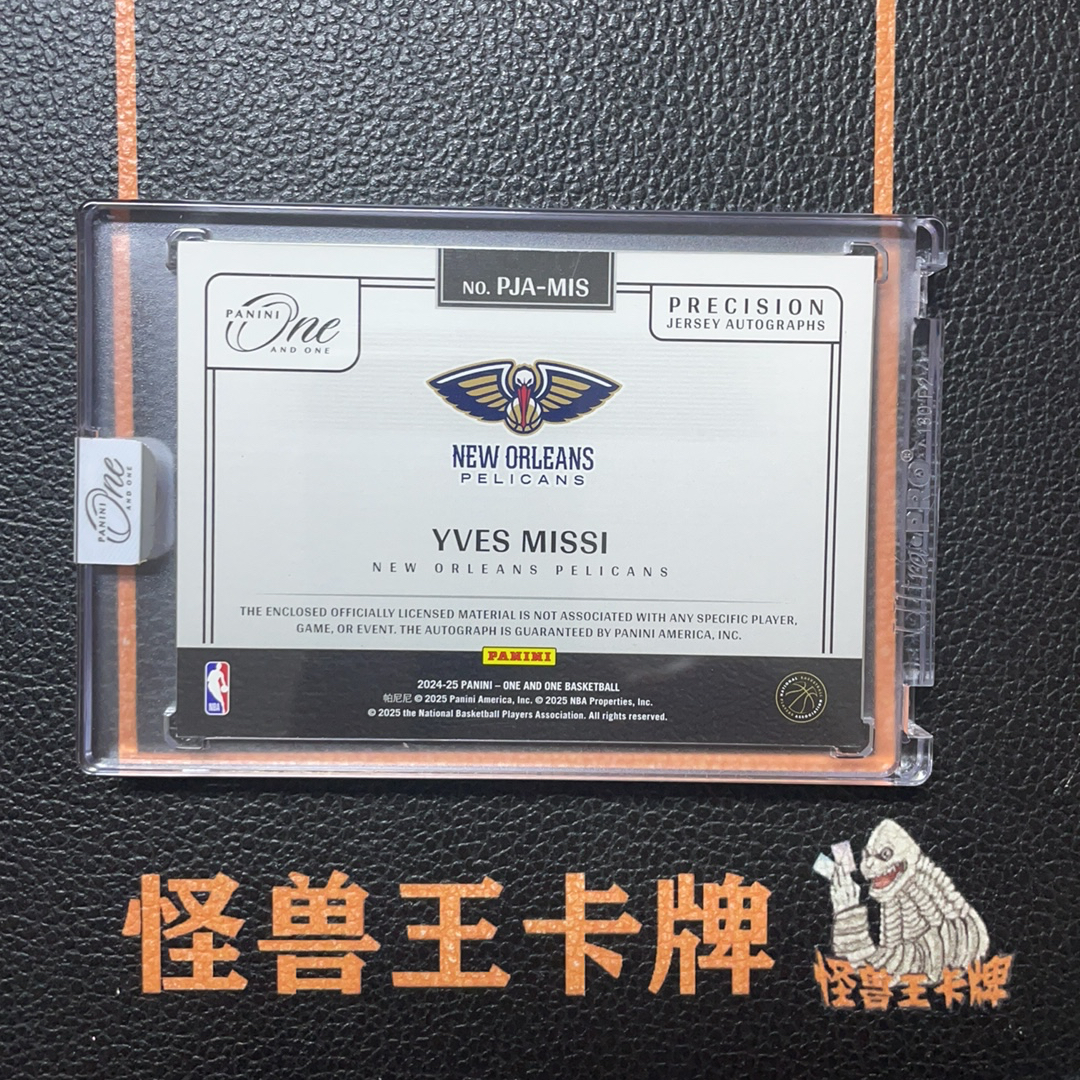 NO. PJA-MIS
PANINI
One
AND ONE
PRECISION
JERSEY AUTOGRAPHS
NEW ORLEANS
PELICANS
PANINI
One
AND ONE
YVES MISSI
NEW ORLEANS PELICANS
THE ENCLOSED OFFICIALLY LICENSED MATERIAL IS NOT ASSOCIATED WITH ANY SPECIFIC PLAYER,
GAME, OR EVENT. THE AUTOGRAPH IS GUARANTEED BY PANINI AMERICA, INC.
PANINI
NBA
2024-25 PANINI – ONE AND ONE BASKETBALL
帕尼尼 © 2025 Panini America, Inc. © 2025 NBA Properties, Inc.
© 2025 the National Basketball Players Association. All rights reserved.
怪兽王卡牌
怪兽王卡牌